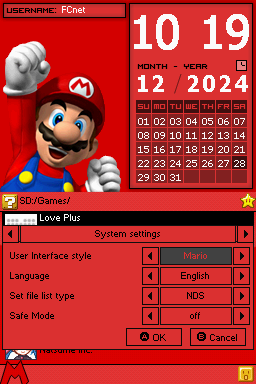 USERNAME: FCnet
10 19
MONTH - YEAR
12 / 2024
SU MO TU WE TH FR SA
01 02 03 04 05 06 07
08 09 10 11 12 13 14
15 16 17 18 19 20 21
22 23 24 25 26 27 28
29 30 31
SD:/Games/
Love Plus
System settings
User Interface style Mario
Language English
Set file list type NDS
Safe Mode off
A OK B Cancel